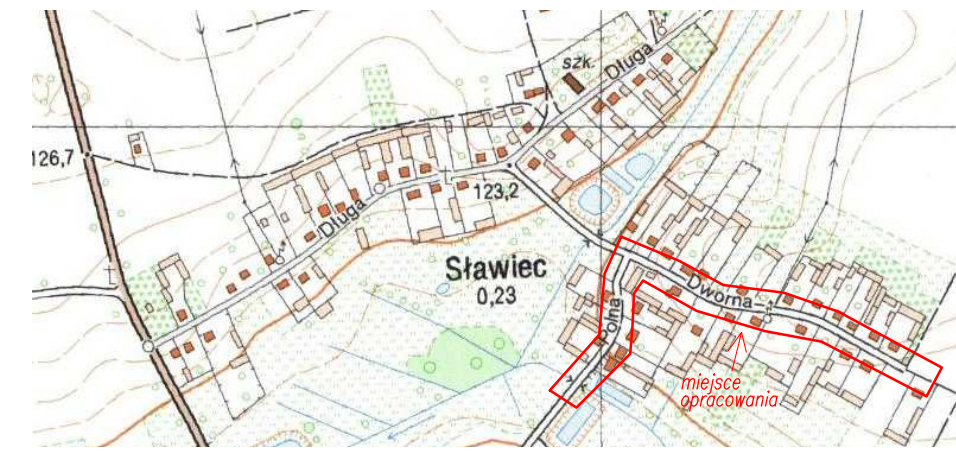 szk.
Długa
126,7
123,2
Długa
Sławiec
0,23
Dworna
Polna
miejsce
opracowania